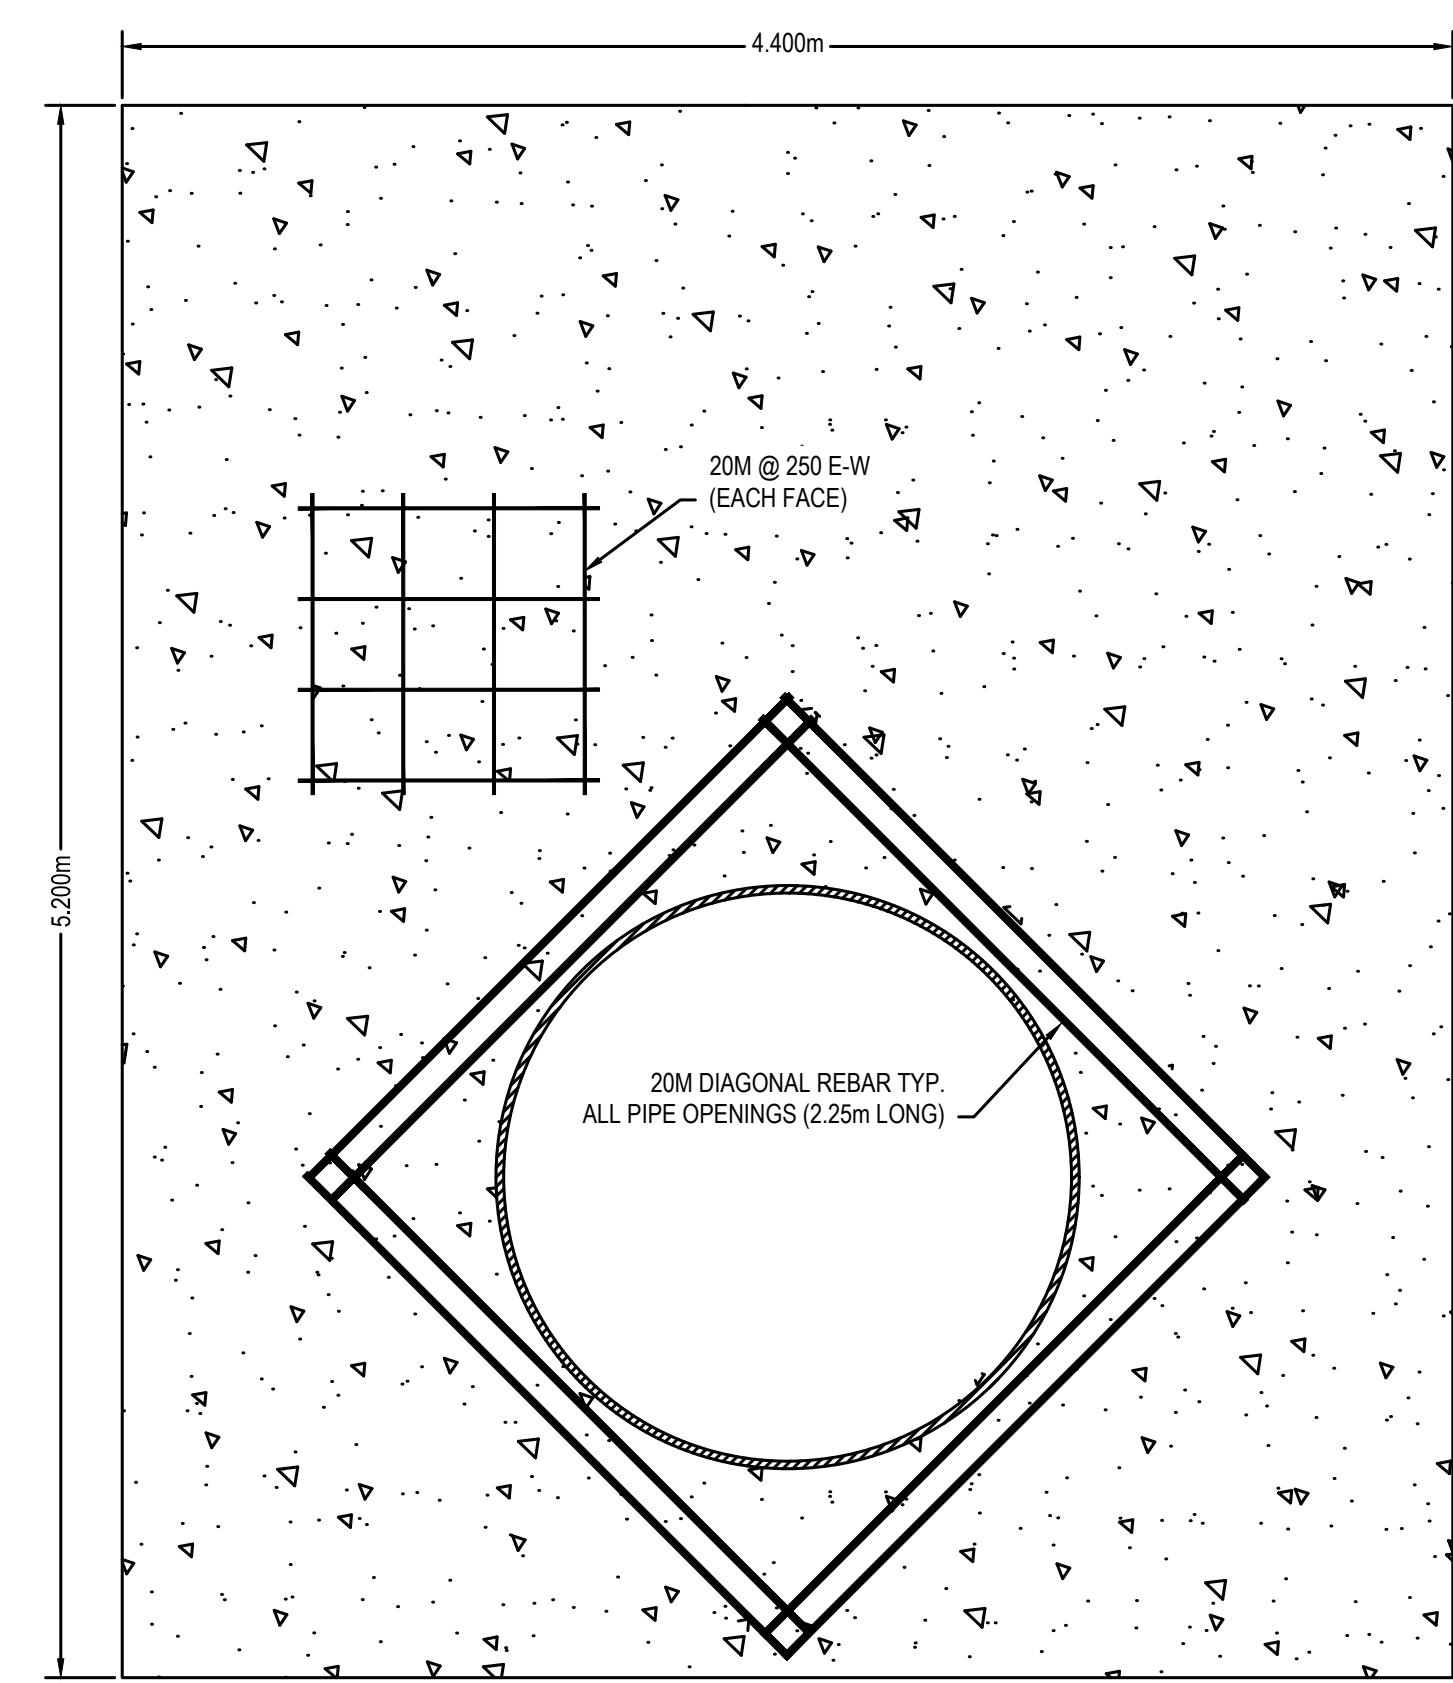 4.400m
20M @ 250 E-W
(EACH FACE)
5.200m
20M DIAGONAL REBAR TYP.
ALL PIPE OPENINGS (2.25m LONG)